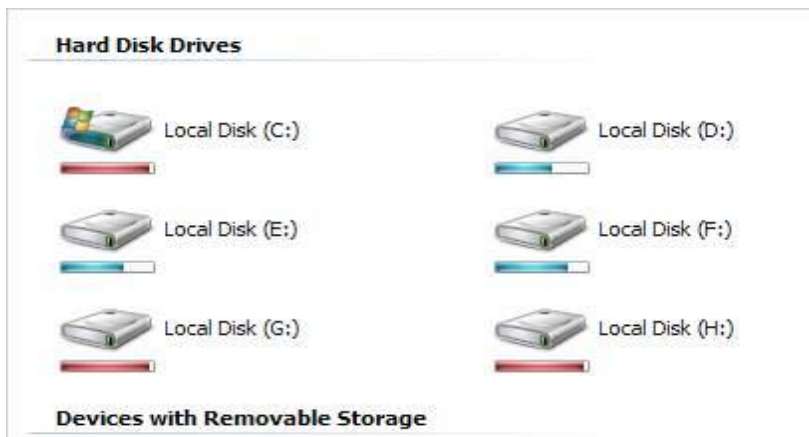 Hard Disk Drives
Local Disk (C:)
Local Disk (D:)
Local Disk (E:)
Local Disk (F:)
Local Disk (G:)
Local Disk (H:)
Devices with Removable Storage